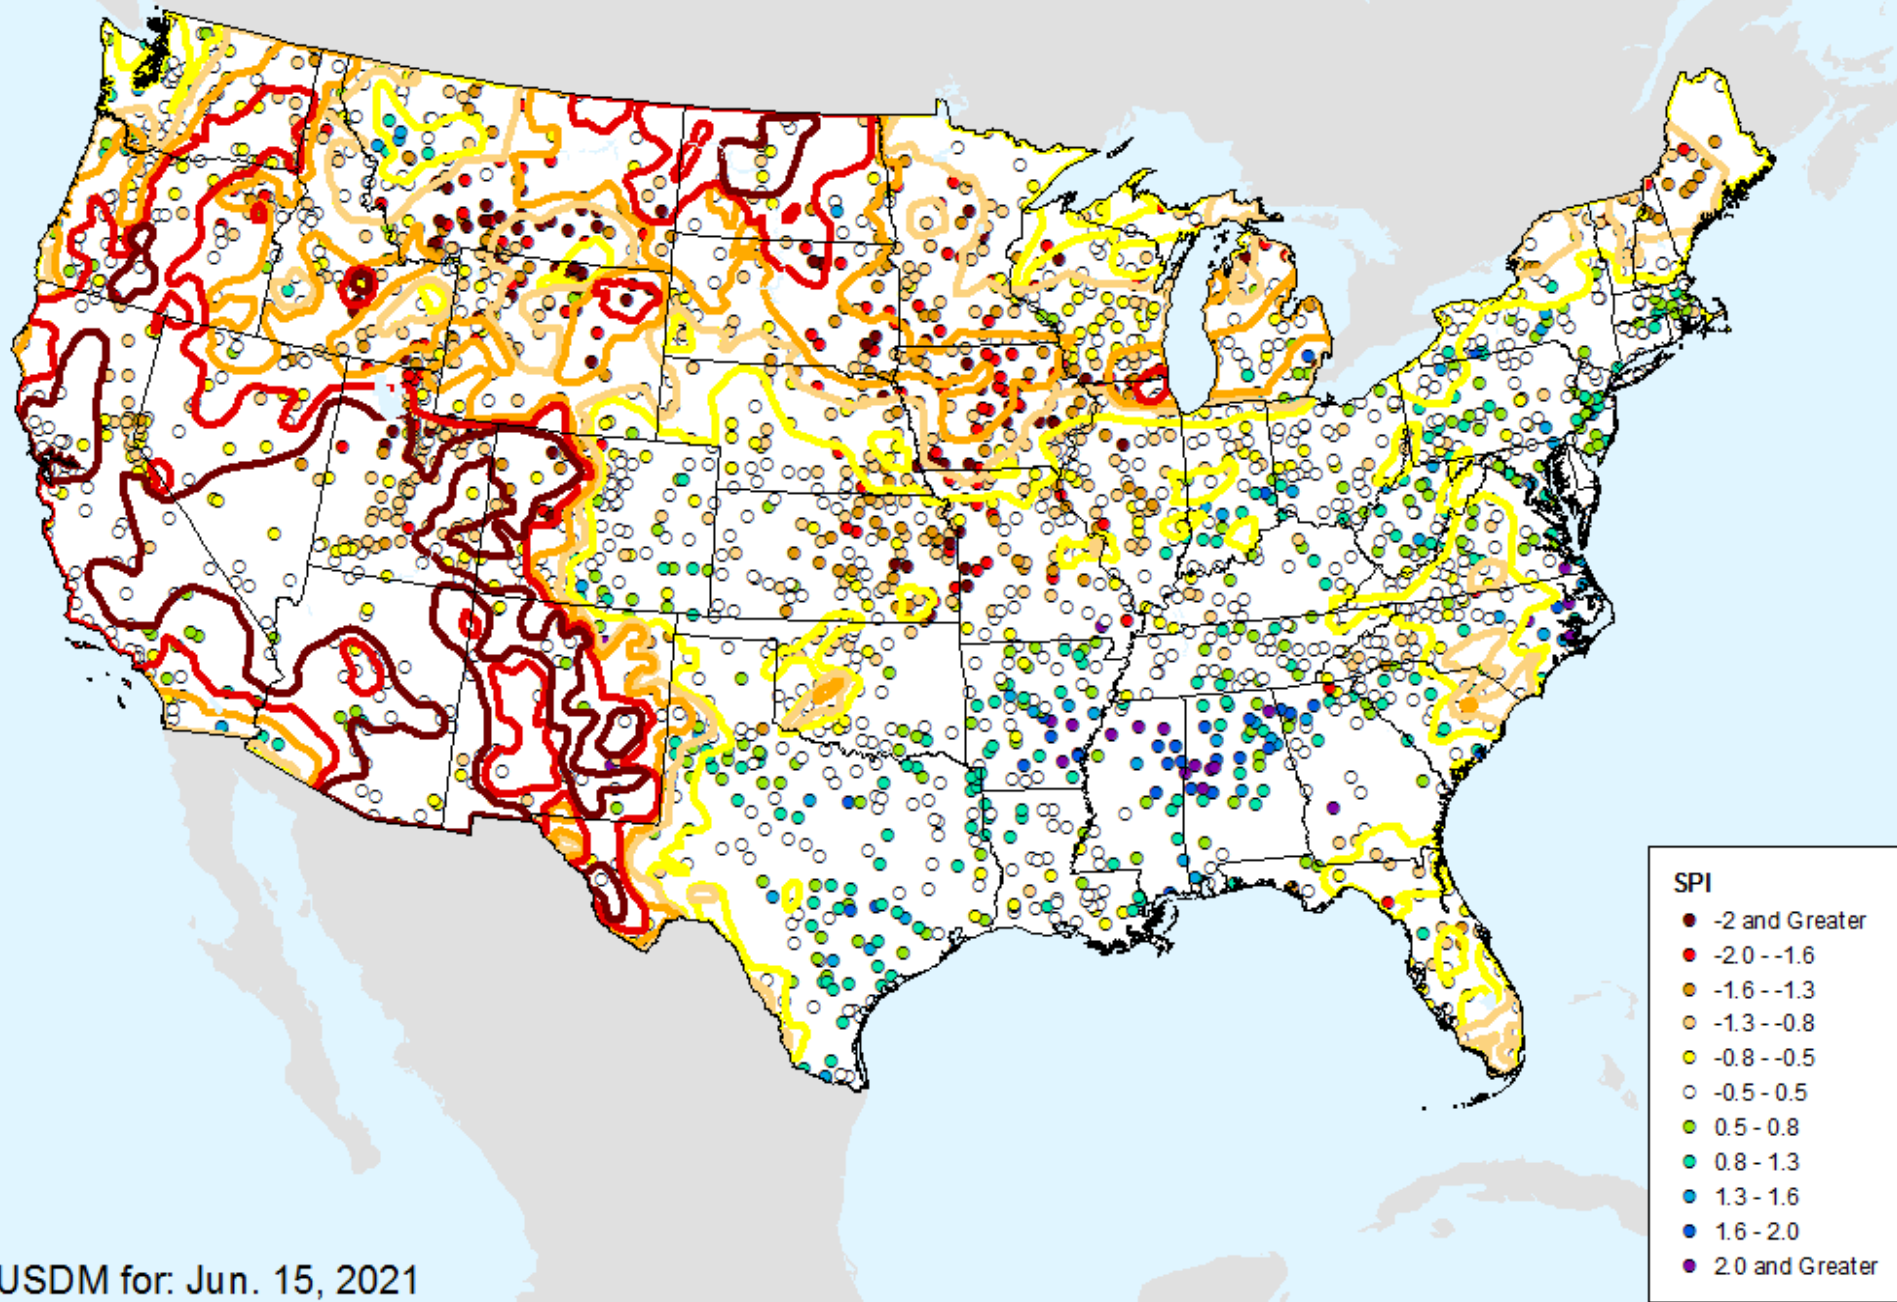 SPI
-2 and Greater
-2.0 - -1.6
-1.6 - -1.3
-1.3 - -0.8
-0.8 - -0.5
-0.5 - 0.5
0.5 - 0.8
0.8 - 1.3
1.3 - 1.6
1.6 - 2.0
2.0 and Greater
USDM for: Jun. 15, 2021